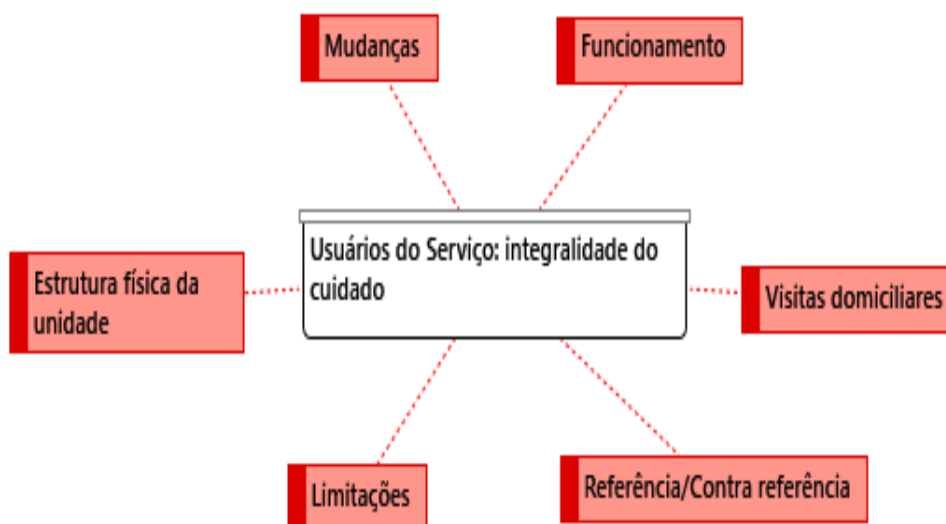 Mudanças
Funcionamento
Usuários do Serviço: integralidade do
cuidado
Estrutura física da
unidade
Visitas domiciliares
Limitações
Referência/Contra referência